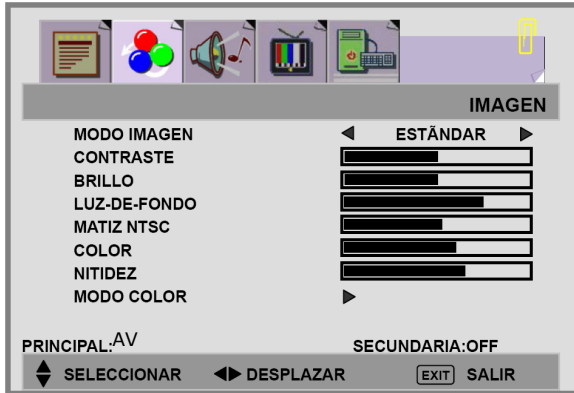 IMAGEN
MODO IMAGEN ESTÃNDAR
CONTRASTE
BRILLO
LUZ-DE-FONDO
MATIZ NTSC
COLOR
NITIDEZ
MODO COLOR
PRINCIPAL:AV SECUNDARIA:OFF
SELECCIONAR DESPLAZAR EXIT SALIR